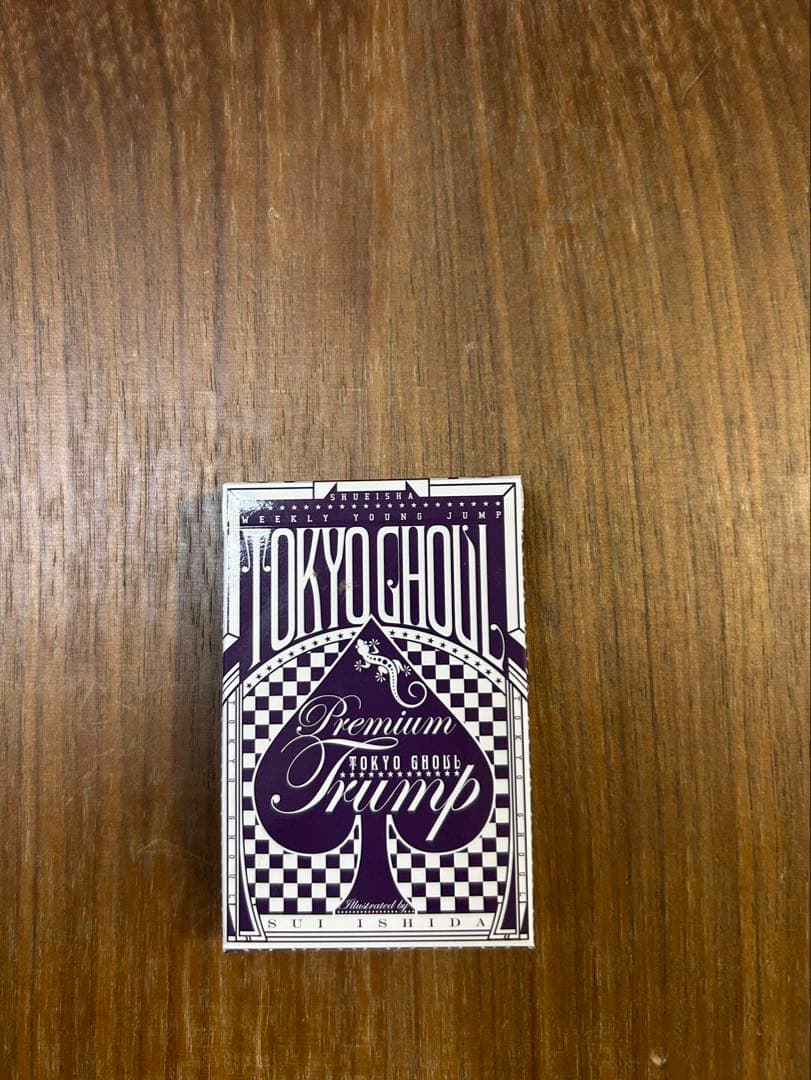 SHUEISHA
WEEKLY YOUNG JUMP
TOKYO GHOUL
Premium
TOKYO GHOUL
Trump
Illustrated by
SUI ISHIDA